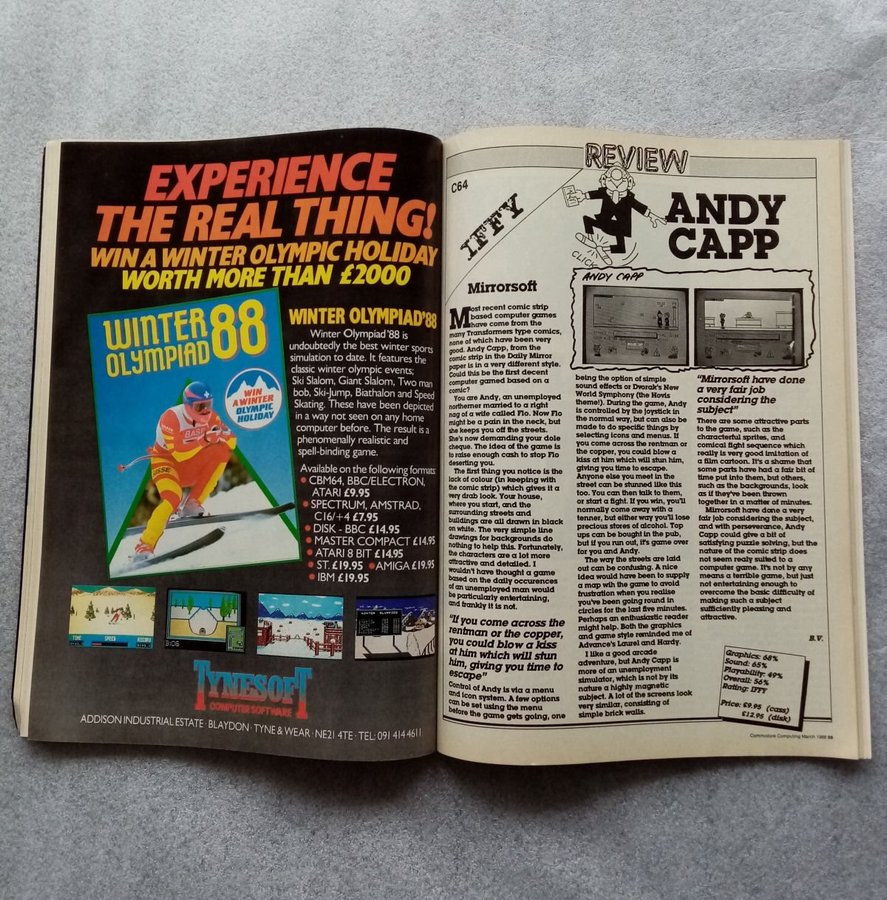 EXPERIENCE
THE REAL THING!
WIN A WINTER OLYMPIC HOLIDAY
WORTH MORE THAN £2000
WINTER 88
OLYMPIAD
WIN
A WINTER
OLYMPIC
HOLIDAY
BASF
SUISSE
WINTER OLYMPIAD'88
Winter Olympiad'88 is
undoubtedly the best winter sports
simulation to date. It features the
classic winter olympic events;
Ski Slalom, Giant Slalom, Two man
bob, Ski-Jump, Biathalon and Speed
Skating. These have been depicted
in a way not seen on any home
computer before. The result is a
phenomenally realistic and
spell-binding game.
Available on the following formats:
• CBM64, BBC/ELECTRON,
ATARI £9.95
• SPECTRUM, AMSTRAD,
C16/+4 £7.95
• DISK - BBC £14.95
• MASTER COMPACT £14.95
• ATARI 8 BIT £14.95
• ST. £19.95 • AMIGA £19.95
• IBM £19.95
TIME SPEED
WINTER OLYMPIAD
TYNESOFT
COMPUTER SOFTWARE
ADDISON INDUSTRIAL ESTATE · BLAYDON · TYNE & WEAR · NE21 4TE · TEL: 091 414 4611
REVIEW
C64
IFFY
CLICK
ANDY
CAPP
Mirrorsoft
ANDY CAPP
Most recent comic strip
based computer games
have come from the
many Transformers type comics,
none of which have been very
good. Andy Capp, from the
comic strip in the Daily Mirror
paper is in a very different style.
Could this be the first decent
computer game based on a
comic?
You are Andy, an unemployed
northerner married to a right
nag of a wife called Flo. Now Flo
might be a pain in the neck, but
she keeps you off the streets.
She's now demanding your dole
cheque. The idea of the game is
to raise enough cash to stop Flo
deserting you.
The first thing you notice is the
lack of colour (in keeping with
the comic strip) which gives it a
very drab look. Your house,
where you start, and the
surrounding streets and
buildings are all drawn in black
on white. The very simple line
drawings for backgrounds do
nothing to help this. Fortunately,
the characters are a lot more
attractive and detailed. I
wouldn't have thought a game
based on the daily occurences
of an unemployed man would
be particularly entertaining,
and frankly it is not.
"If you come across the
rentman or the copper,
you could blow a kiss
at him which will stun
him, giving you time to
escape"
Control of Andy is via a menu
and icon system. A few options
can be set using the menu
before the game gets going, one
being the option of simple
sound effects or Dvorak's New
World Symphony (the Hovis
theme!). During the game, Andy
is controlled by the joystick in
the normal way, but can also be
made to do specific things by
selecting icons and menus. If
you come across the rentman or
the copper, you could blow a
kiss at him which will stun him,
giving you time to escape.
Anyone else you meet in the
street can be stunned like this
too. You can then talk to them,
or start a fight. If you win, you'll
normally come away with a
tenner, but either way you'll lose
precious stores of alcohol. Top
ups can be bought in the pub,
but if you run out, it's game over
for you and Andy.
The way the streets are laid
out can be confusing. A nice
idea would have been to supply
a map with the game to avoid
frustration when you realise
you've been going round in
circles for the last five minutes.
Perhaps an enthusiastic reader
might help. Both the graphics
and game style reminded me of
Advance's Laurel and Hardy.
I like a good arcade
adventure, but Andy Capp is
more of an unemployment
simulator, which is not by its
nature a highly magnetic
subject. A lot of the screens look
very similar, consisting of
simple brick walls.
"Mirrorsoft have done
a very fair job
considering the
subject"
There are some attractive parts
to the game, such as the
characterful sprites, and
comical fight sequence which
really is very good imitation of
a film cartoon. It's a shame that
some parts have had a fair bit of
time put into them, but others,
such as the backgrounds, look
as if they've been thrown
together in a matter of minutes.
Mirrorsoft have done a very
fair job considering the subject,
and with perseverance, Andy
Capp could give a bit of
satisfying puzzle solving, but the
nature of the comic strip does
not seem really suited to a
computer game. It's not by any
means a terrible game, but just
not entertaining enough to
overcome the basic difficulty of
making such a subject
sufficiently pleasing and
attractive.
B.V.
Graphics: 68%
Sound: 65%
Playability: 49%
Overall: 56%
Rating: IFFY
Price: £9.95 (cass)
£12.95 (disk)
Commodore Computing March 1988